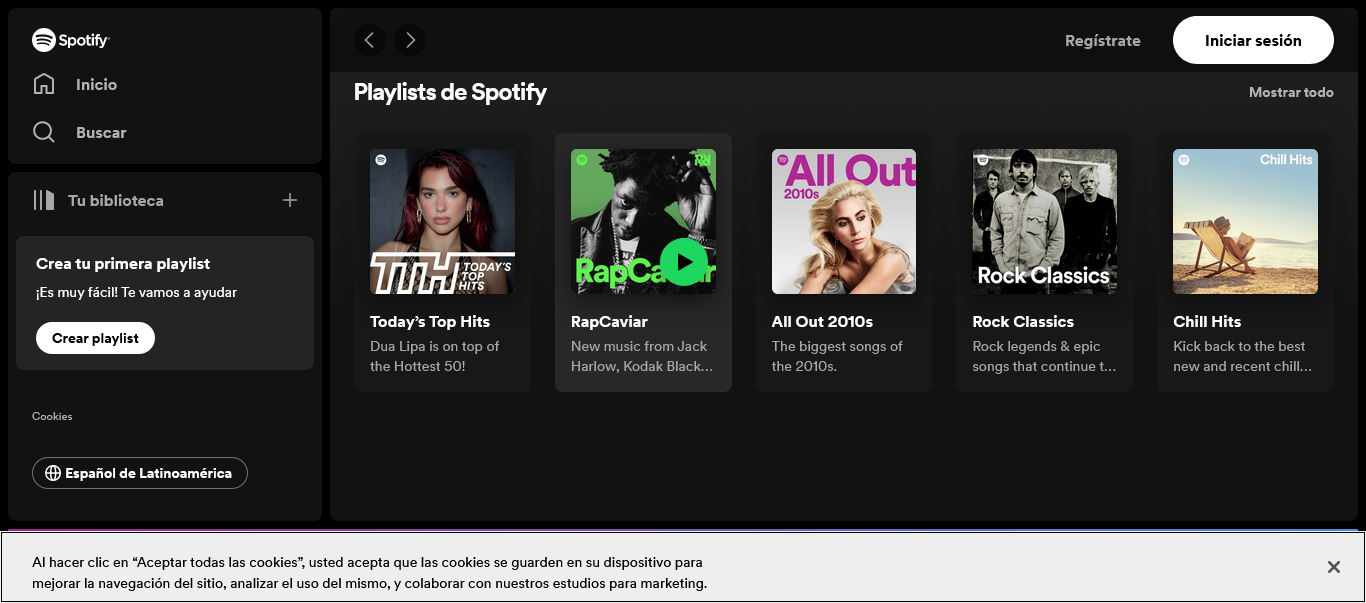 Spotify
Inicio
Buscar
Tu biblioteca
Crea tu primera playlist
¡Es muy fácil! Te vamos a ayudar
Crear playlist
Cookies
Español de Latinoamérica
Regístrate
Iniciar sesión
Playlists de Spotify
Mostrar todo
TTH TODAY'S
TOP
HITS
Today’s Top Hits
Dua Lipa is on top of
the Hottest 50!
RapCaviar
RapCaviar
New music from Jack
Harlow, Kodak Black…
All Out
2010s
All Out 2010s
The biggest songs of
the 2010s.
Rock Classics
Rock Classics
Rock legends & epic
songs that continue t…
Chill Hits
Chill Hits
Kick back to the best
new and recent chill…
Al hacer clic en “Aceptar todas las cookies”, usted acepta que las cookies se guarden en su dispositivo para
mejorar la navegación del sitio, analizar el uso del mismo, y colaborar con nuestros estudios para marketing.